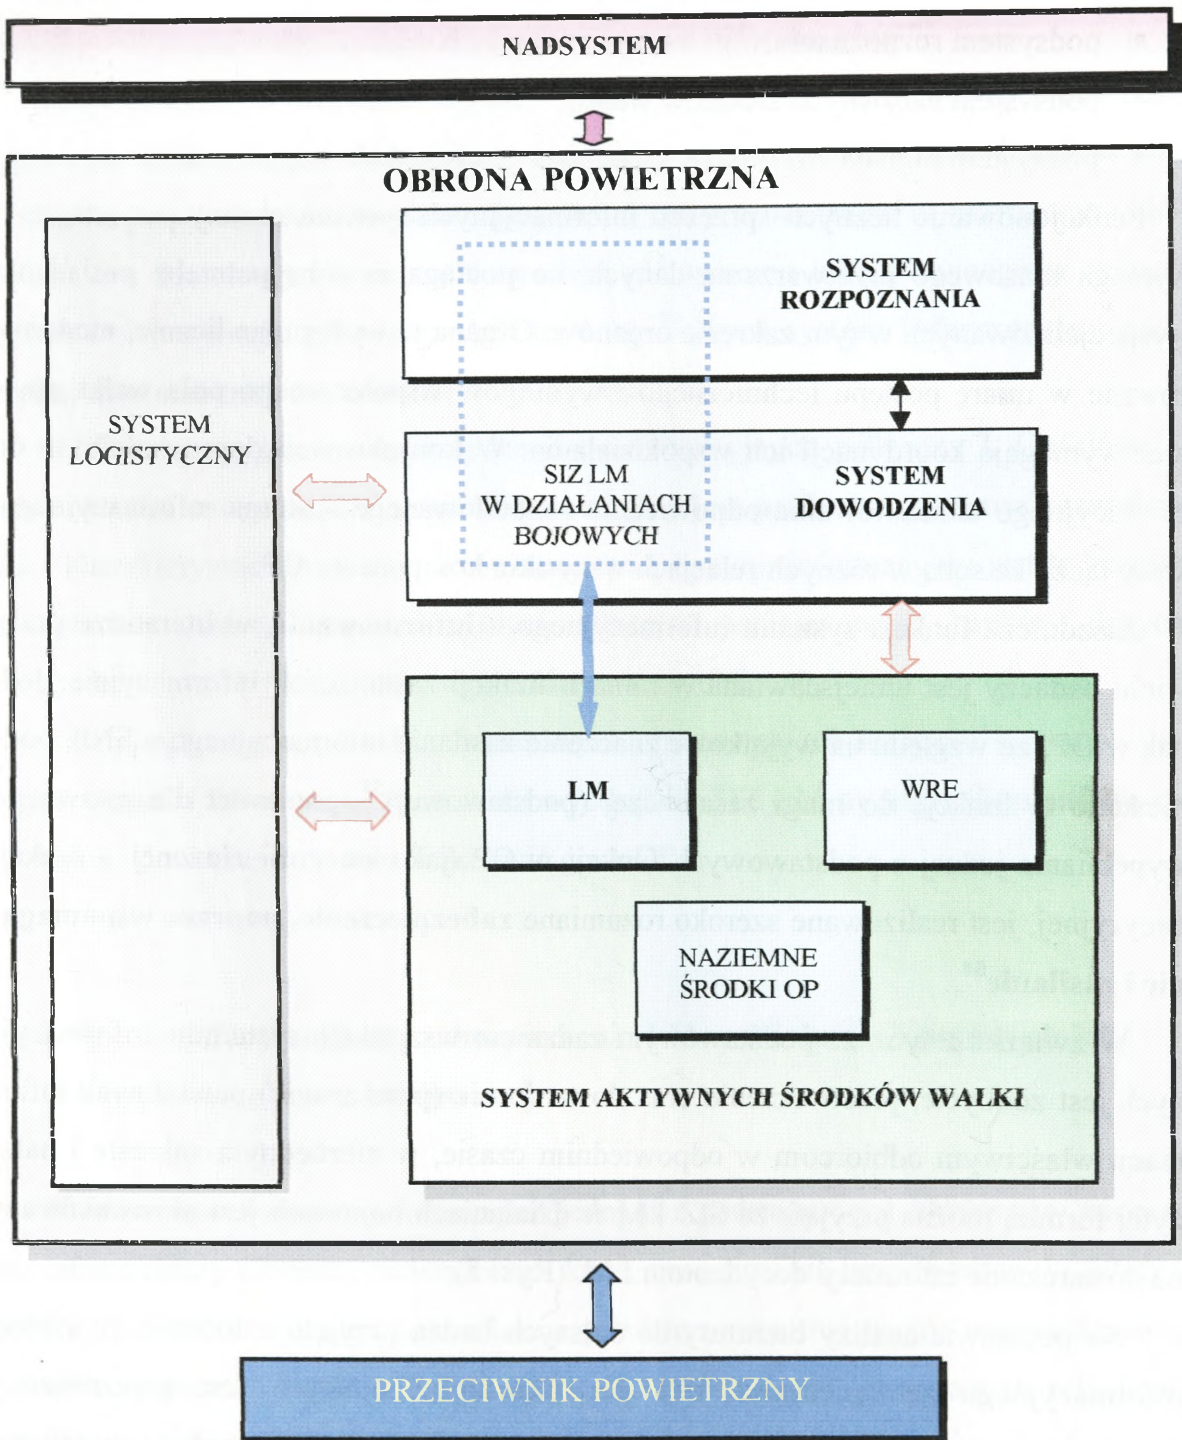 NADSYSTEM
OBRONA POWIETRZNA
SYSTEM
ROZPOZNANIA
SYSTEM
LOGISTYCZNY
SIZ LM
W DZIAŁANIACH
BOJOWYCH
SYSTEM
DOWODZENIA
LM
WRE
NAZIEMNE
ŚRODKI OP
SYSTEM AKTYWNYCH ŚRODKÓW WALKI
PRZECIWNIK POWIETRZNY